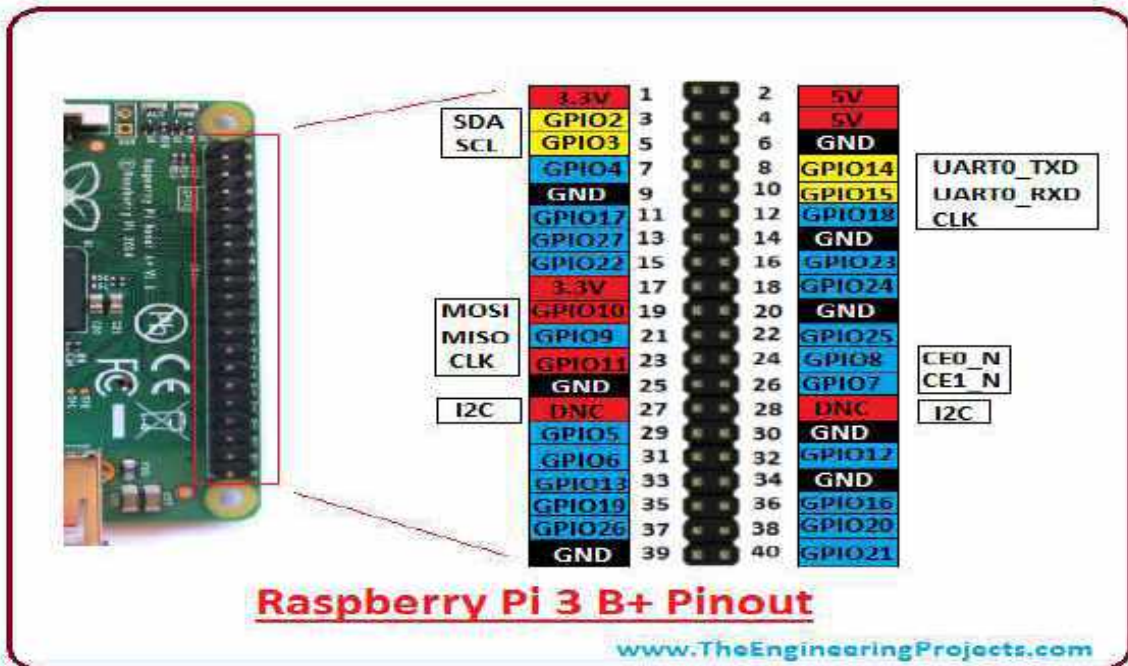 3.3V 1 2 5V
SDA GPIO2 3 4 5V
SCL GPIO3 5 6 GND
GPIO4 7 8 GPIO14 UART0_TXD
GND 9 10 GPIO15 UART0_RXD
GPIO17 11 12 GPIO18 CLK
GPIO27 13 14 GND
GPIO22 15 16 GPIO23
3.3V 17 18 GPIO24
MOSI GPIO10 19 20 GND
MISO GPIO9 21 22 GPIO25
CLK GPIO11 23 24 GPIO8 CE0_N
GND 25 26 GPIO7 CE1_N
I2C DNC 27 28 DNC I2C
GPIO5 29 30 GND
GPIO6 31 32 GPIO12
GPIO13 33 34 GND
GPIO19 35 36 GPIO16
GPIO26 37 38 GPIO20
GND 39 40 GPIO21
Raspberry Pi 3 B+ Pinout
www.TheEngineeringProjects.com